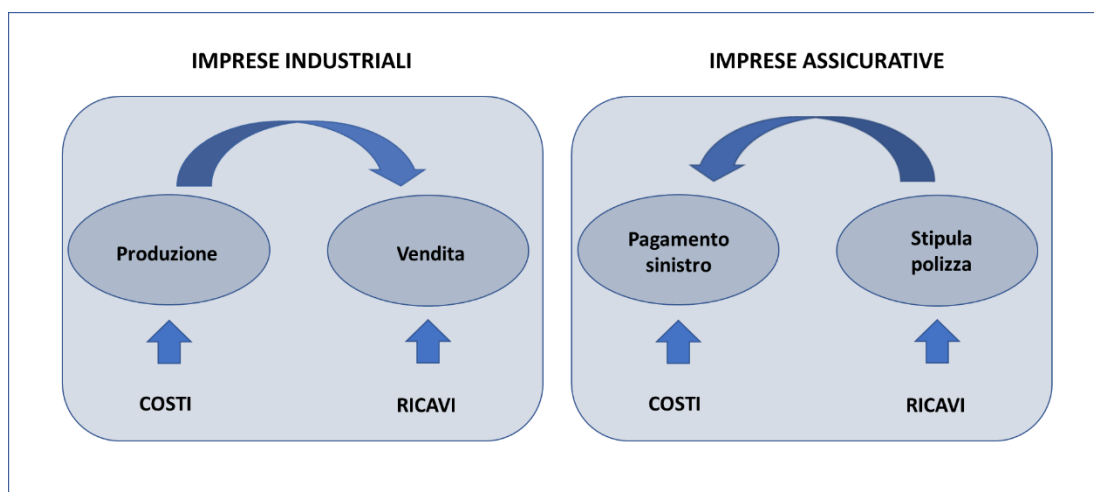 IMPRESE INDUSTRIALI
Produzione
Vendita
COSTI
RICAVI
IMPRESE ASSICURATIVE
Pagamento
sinistro
Stipula
polizza
COSTI
RICAVI